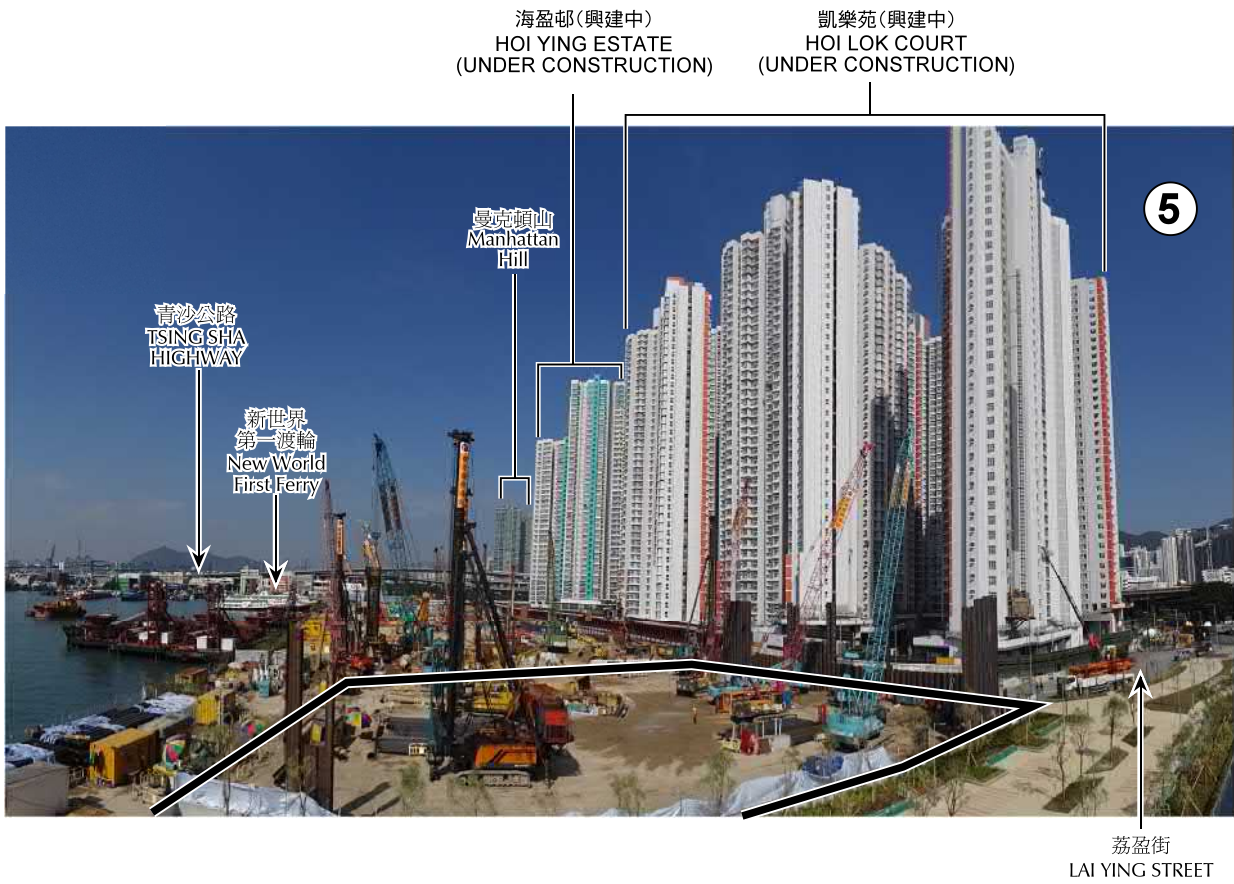 海盈邨（興建中）
HOI YING ESTATE
(UNDER CONSTRUCTION)
凱樂苑（興建中）
HOI LOK COURT
(UNDER CONSTRUCTION)
5
曼克頓山
Manhattan
Hill
青沙公路
TSING SHA
HIGHWAY
新世界
第一渡輪
New World
First Ferry
荔盈街
LAI YING STREET